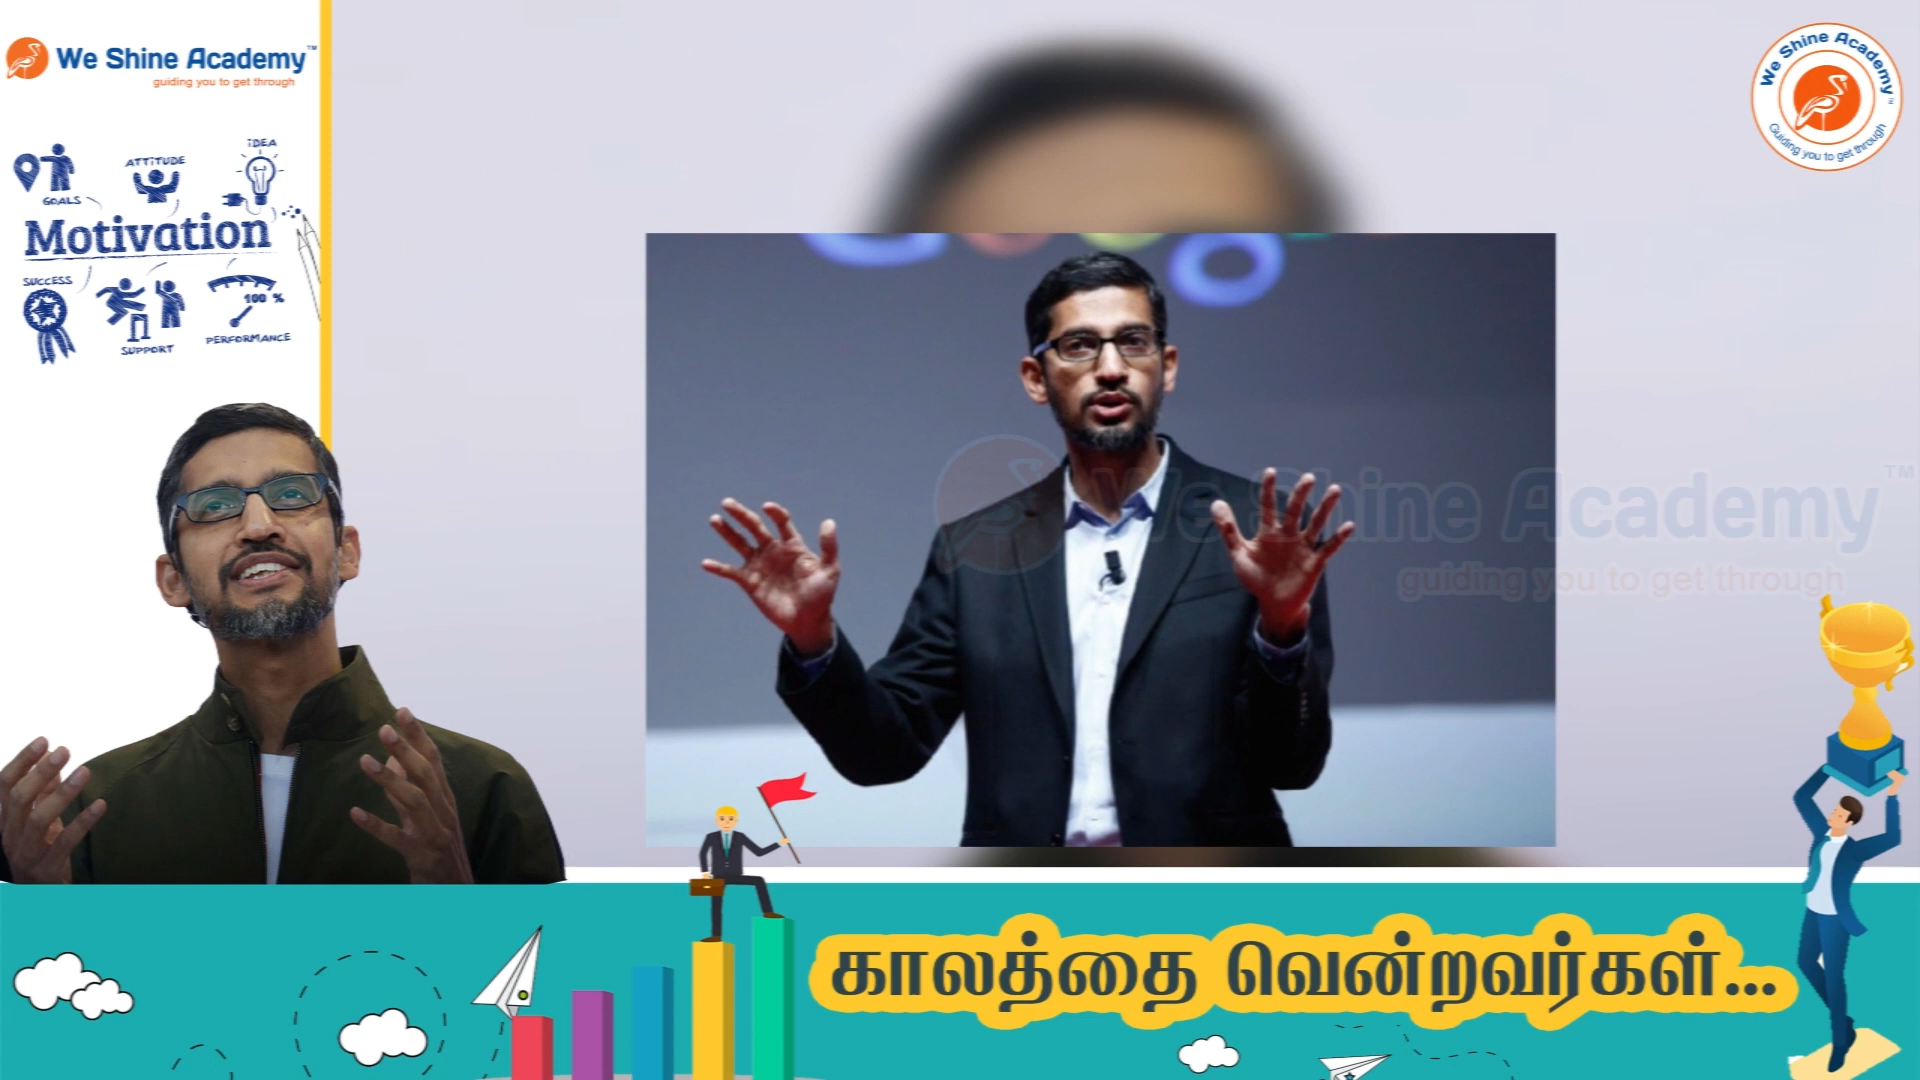 We Shine Academy™
guiding you to get through
GOALS
ATTITUDE
iDEA
Motivation
SUCCESS
SUPPORT
100 %
PERFORMANCE
We Shine Academy™
Guiding you to get through
We Shine Academy™
guiding you to get through
காலத்தை வென்றவர்கள்...